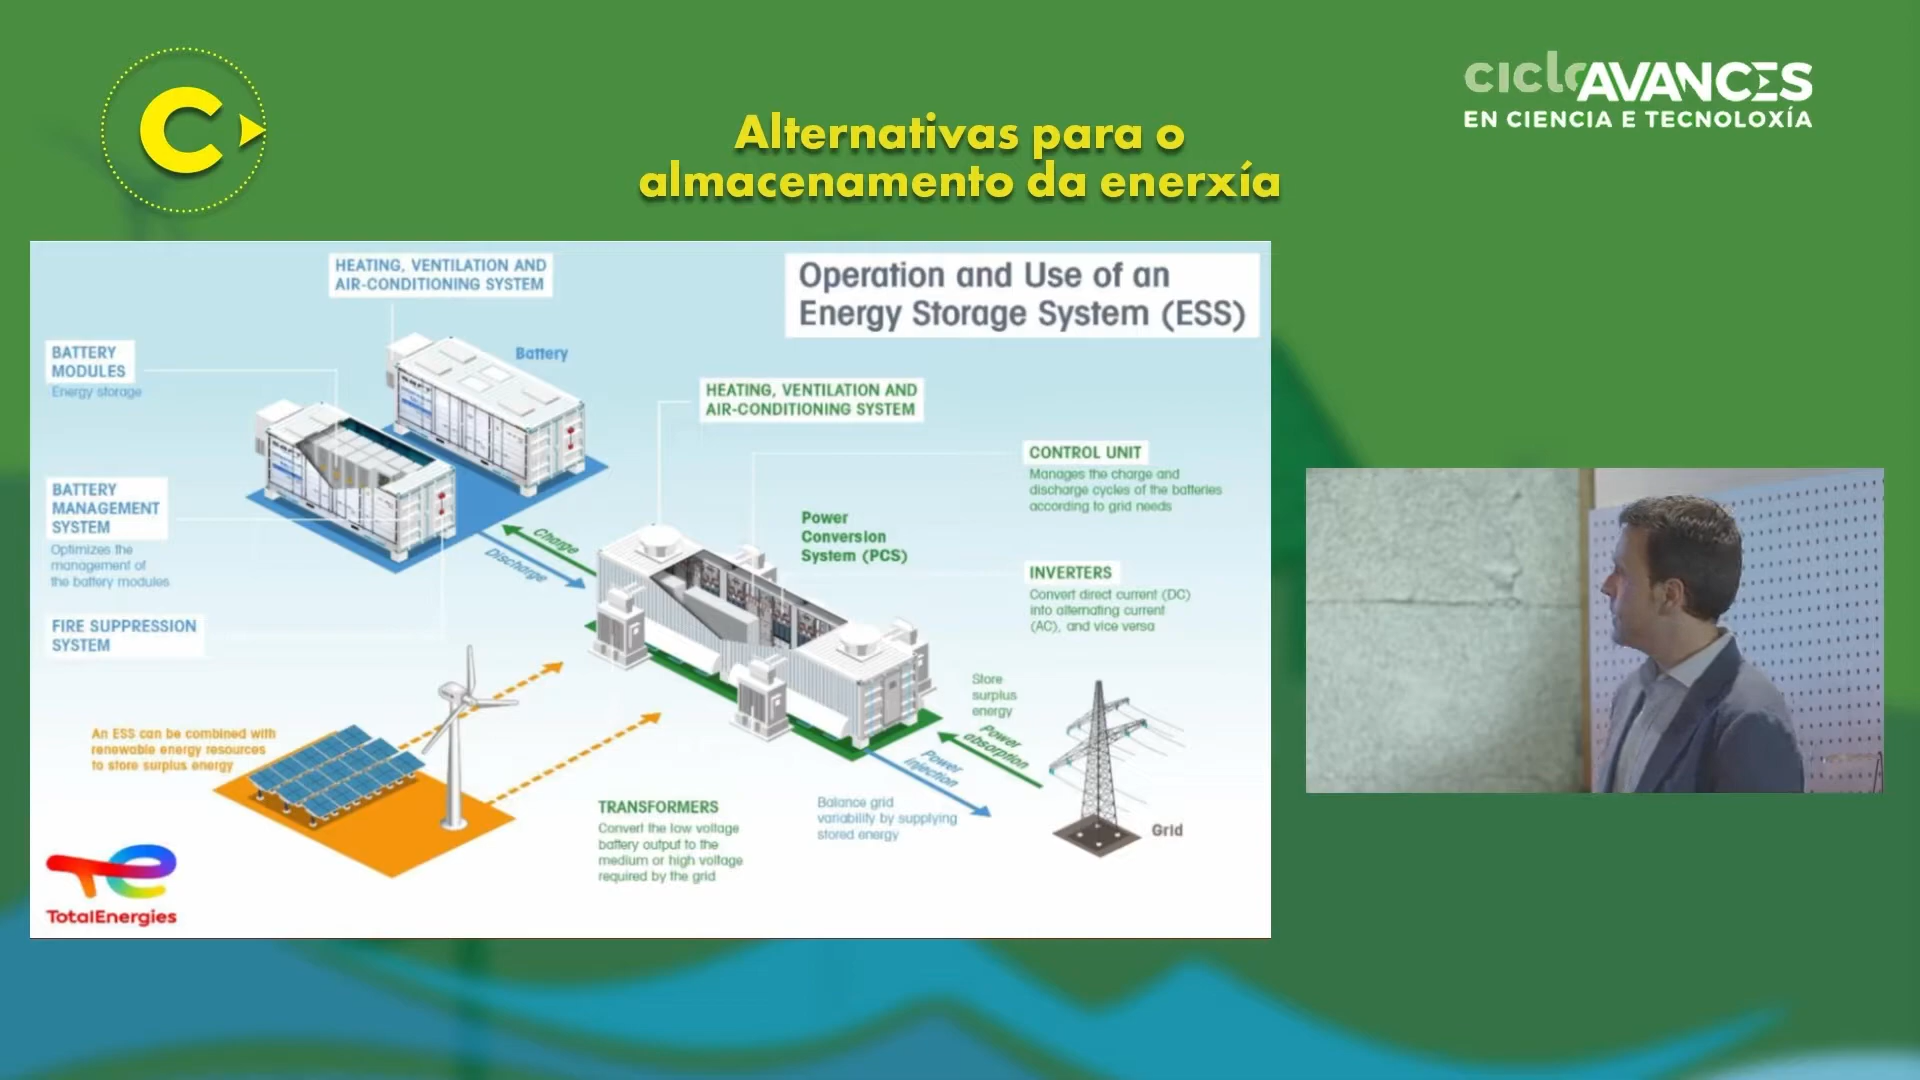 C
ciclo AVANCES
EN CIENCIA E TECNOLOXÍA
Alternativas para o
almacenamento da enerxía
Operation and Use of an
Energy Storage System (ESS)
HEATING, VENTILATION AND
AIR-CONDITIONING SYSTEM
Battery
BATTERY
MODULES
Energy storage
HEATING, VENTILATION AND
AIR-CONDITIONING SYSTEM
CONTROL UNIT
Manages the charge and
discharge cycles of the batteries
according to grid needs
BATTERY
MANAGEMENT
SYSTEM
Optimizes the
management of
the battery modules
Power
Conversion
System (PCS)
Charge
Discharge
INVERTERS
Convert direct current (DC)
into alternating current
(AC), and vice versa
FIRE SUPPRESSION
SYSTEM
Store
surplus
energy
Power
absorption
Power
injection
An ESS can be combined with
renewable energy resources
to store surplus energy
TRANSFORMERS
Convert the low voltage
battery output to the
medium or high voltage
required by the grid
Balance grid
variability by supplying
stored energy
Grid
TotalEnergies